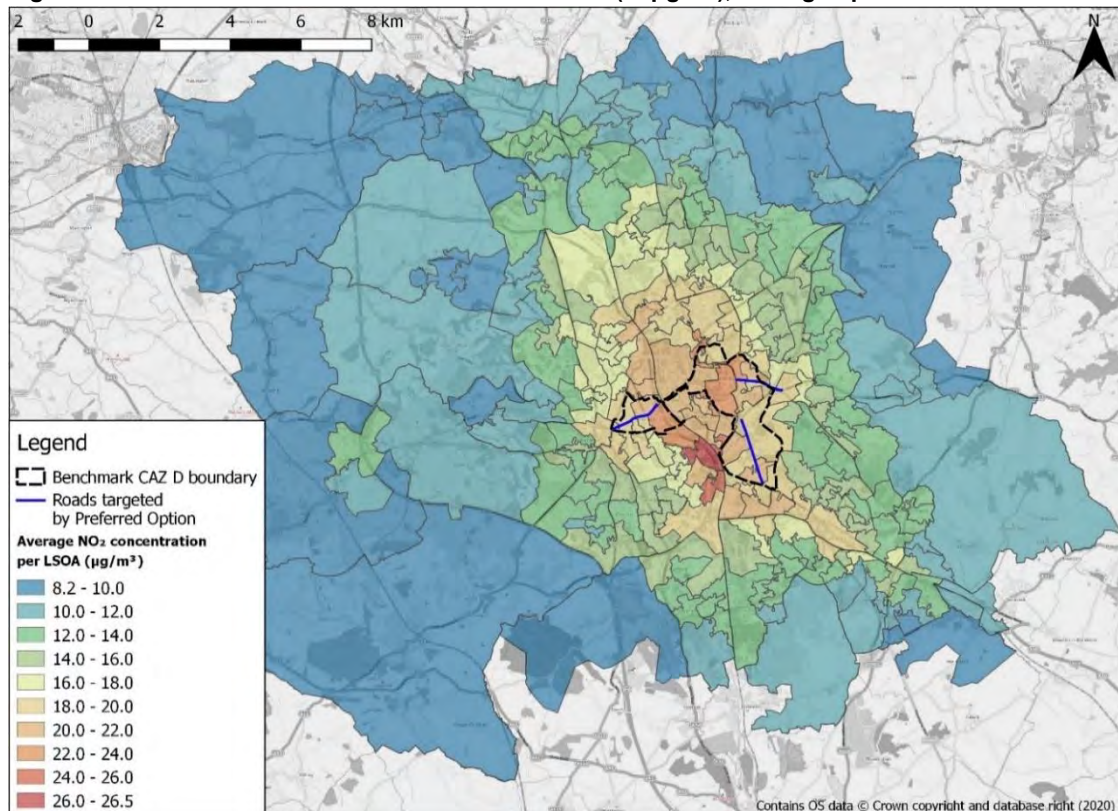 2 0 2 4 6 8 km
N
Legend
Benchmark CAZ D boundary
Roads targeted
by Preferred Option
Average NO₂ concentration
per LSOA (µg/m³)
8.2 - 10.0
10.0 - 12.0
12.0 - 14.0
14.0 - 16.0
16.0 - 18.0
18.0 - 20.0
20.0 - 22.0
22.0 - 24.0
24.0 - 26.0
26.0 - 26.5
Contains OS data © Crown copyright and database right (2020)